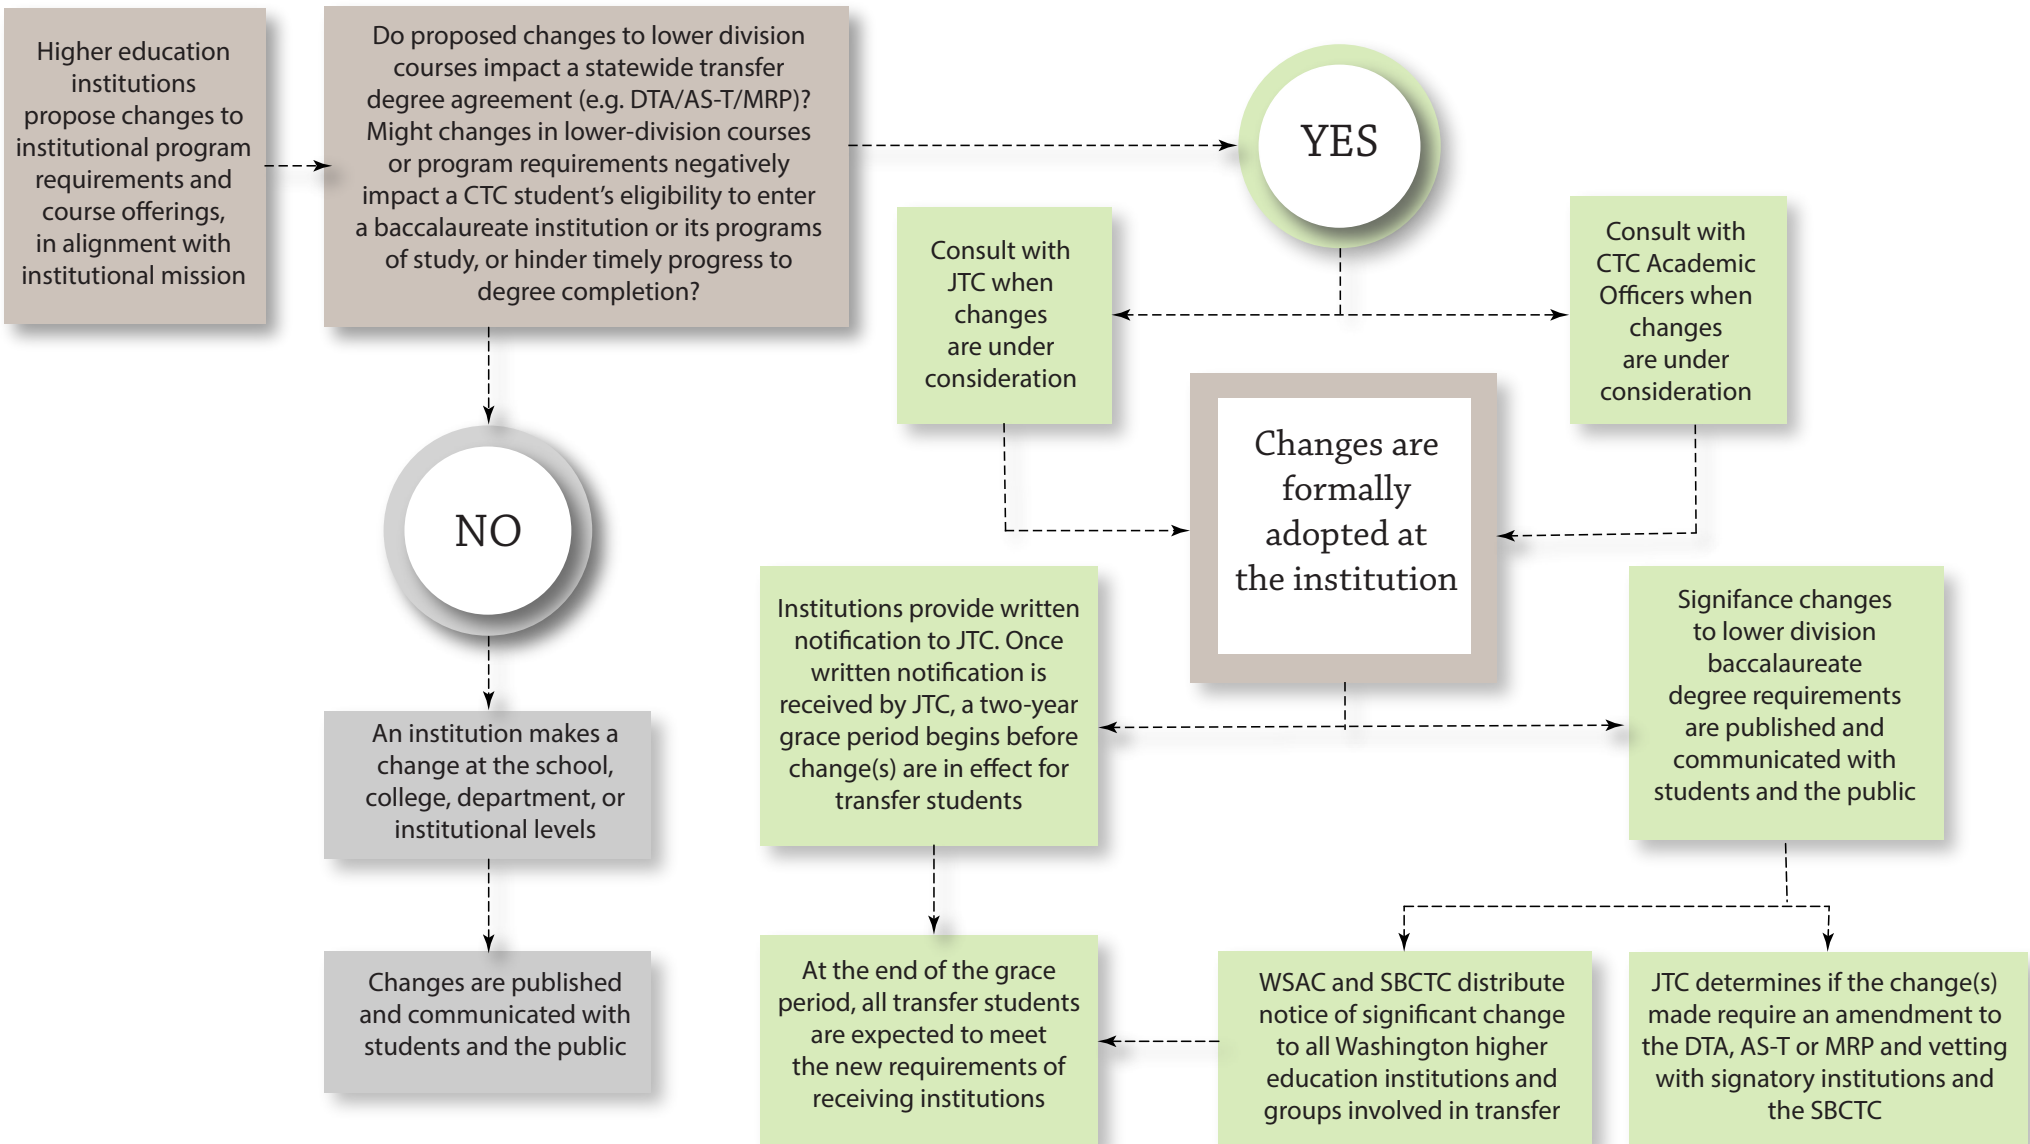 Higher education
institutions
propose changes to
institutional program
requirements and
course offerings,
in alignment with
institutional mission
Do proposed changes to lower division
courses impact a statewide transfer
degree agreement (e.g. DTA/AS-T/MRP)?
Might changes in lower-division courses
or program requirements negatively
impact a CTC student’s eligibility to enter
a baccalaureate institution or its programs
of study, or hinder timely progress to
degree completion?
YES
Consult with
JTC when
changes
are under
consideration
Consult with
CTC Academic
Officers when
changes
are under
consideration
Changes are
formally
adopted at
the institution
NO
An institution makes a
change at the school,
college, department, or
institutional levels
Changes are published
and communicated with
students and the public
Institutions provide written
notification to JTC. Once
written notification is
received by JTC, a two-year
grace period begins before
change(s) are in effect for
transfer students
Signifance changes
to lower division
baccalaureate
degree requirements
are published and
communicated with
students and the public
At the end of the grace
period, all transfer students
are expected to meet
the new requirements of
receiving institutions
WSAC and SBCTC distribute
notice of significant change
to all Washington higher
education institutions and
groups involved in transfer
JTC determines if the change(s)
made require an amendment to
the DTA, AS-T or MRP and vetting
with signatory institutions and
the SBCTC